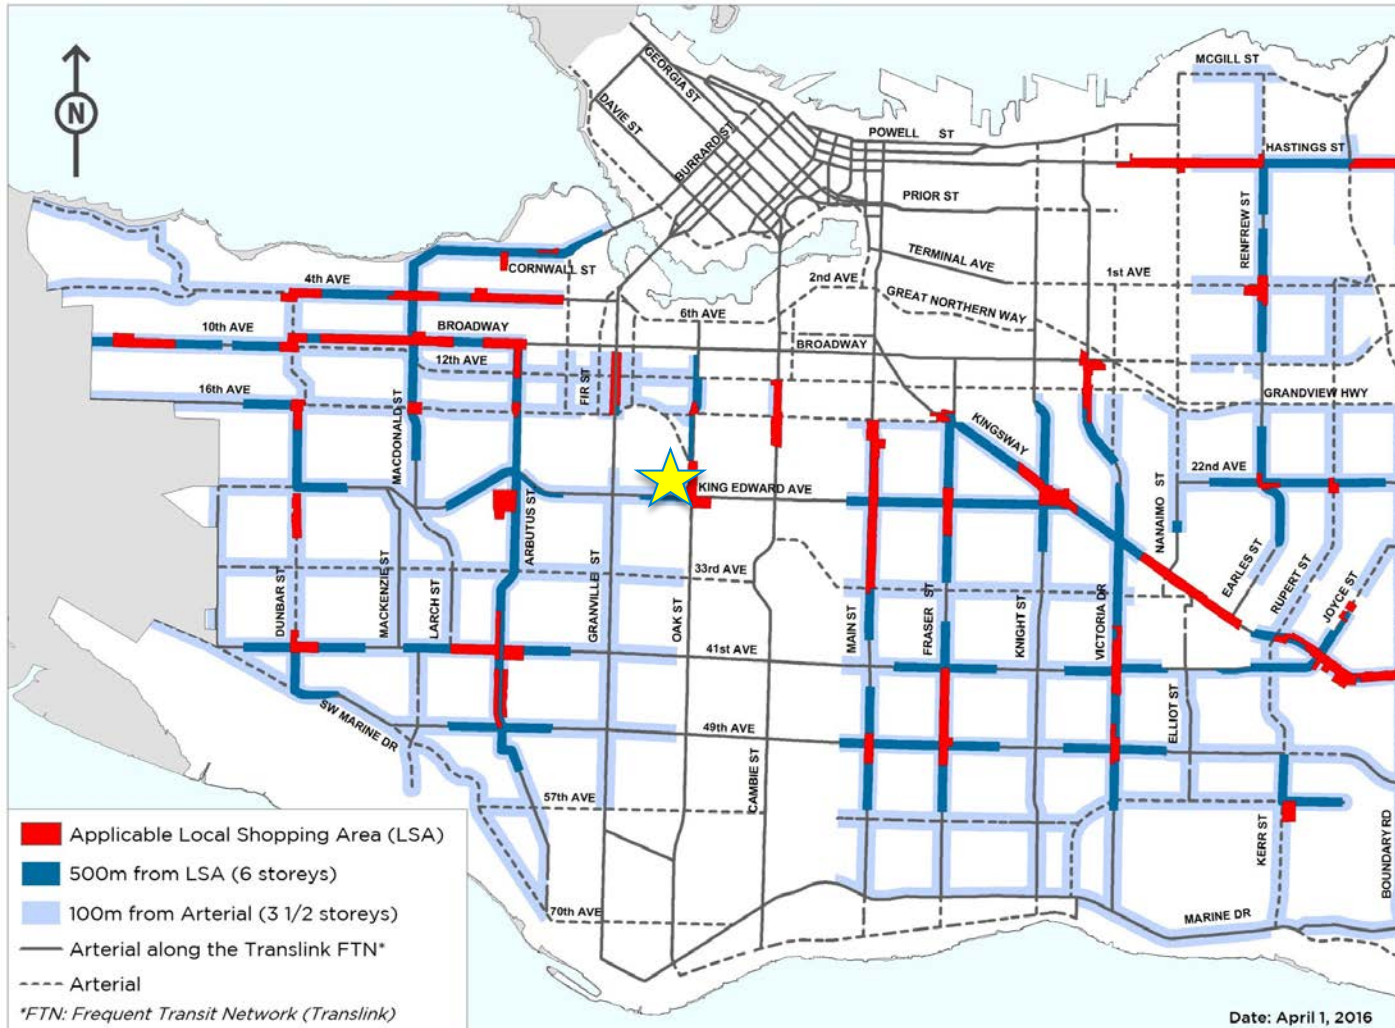 N
GEORGIA ST
DAVIE ST
BURRARD ST
MCGILL ST
POWELL ST
HASTINGS ST
PRIOR ST
RENFREW ST
TERMINAL AVE
1st AVE
2nd AVE
GREAT NORTHERN WAY
6th AVE
CORNWALL ST
4th AVE
10th AVE
BROADWAY
BROADWAY
12th AVE
FIR ST
16th AVE
MACDONALD ST
GRANDVIEW HWY
KINGSWAY
22nd AVE
NANAIMO ST
KING EDWARD AVE
ARBUTUS ST
EARLES ST
RUPERT ST
JOYCE ST
33rd AVE
DUNBAR ST
MACKENZIE ST
LARCH ST
GRANVILLE ST
OAK ST
MAIN ST
FRASER ST
KNIGHT ST
VICTORIA DR
41st AVE
ELLIOT ST
SW MARINE DR
49th AVE
CAMBIE ST
57th AVE
KERR ST
BOUNDARY RD
70th AVE
MARINE DR
Applicable Local Shopping Area (LSA)
500m from LSA (6 storeys)
100m from Arterial (3 1/2 storeys)
Arterial along the Translink FTN*
Arterial
*FTN: Frequent Transit Network (Translink)
Date: April 1, 2016